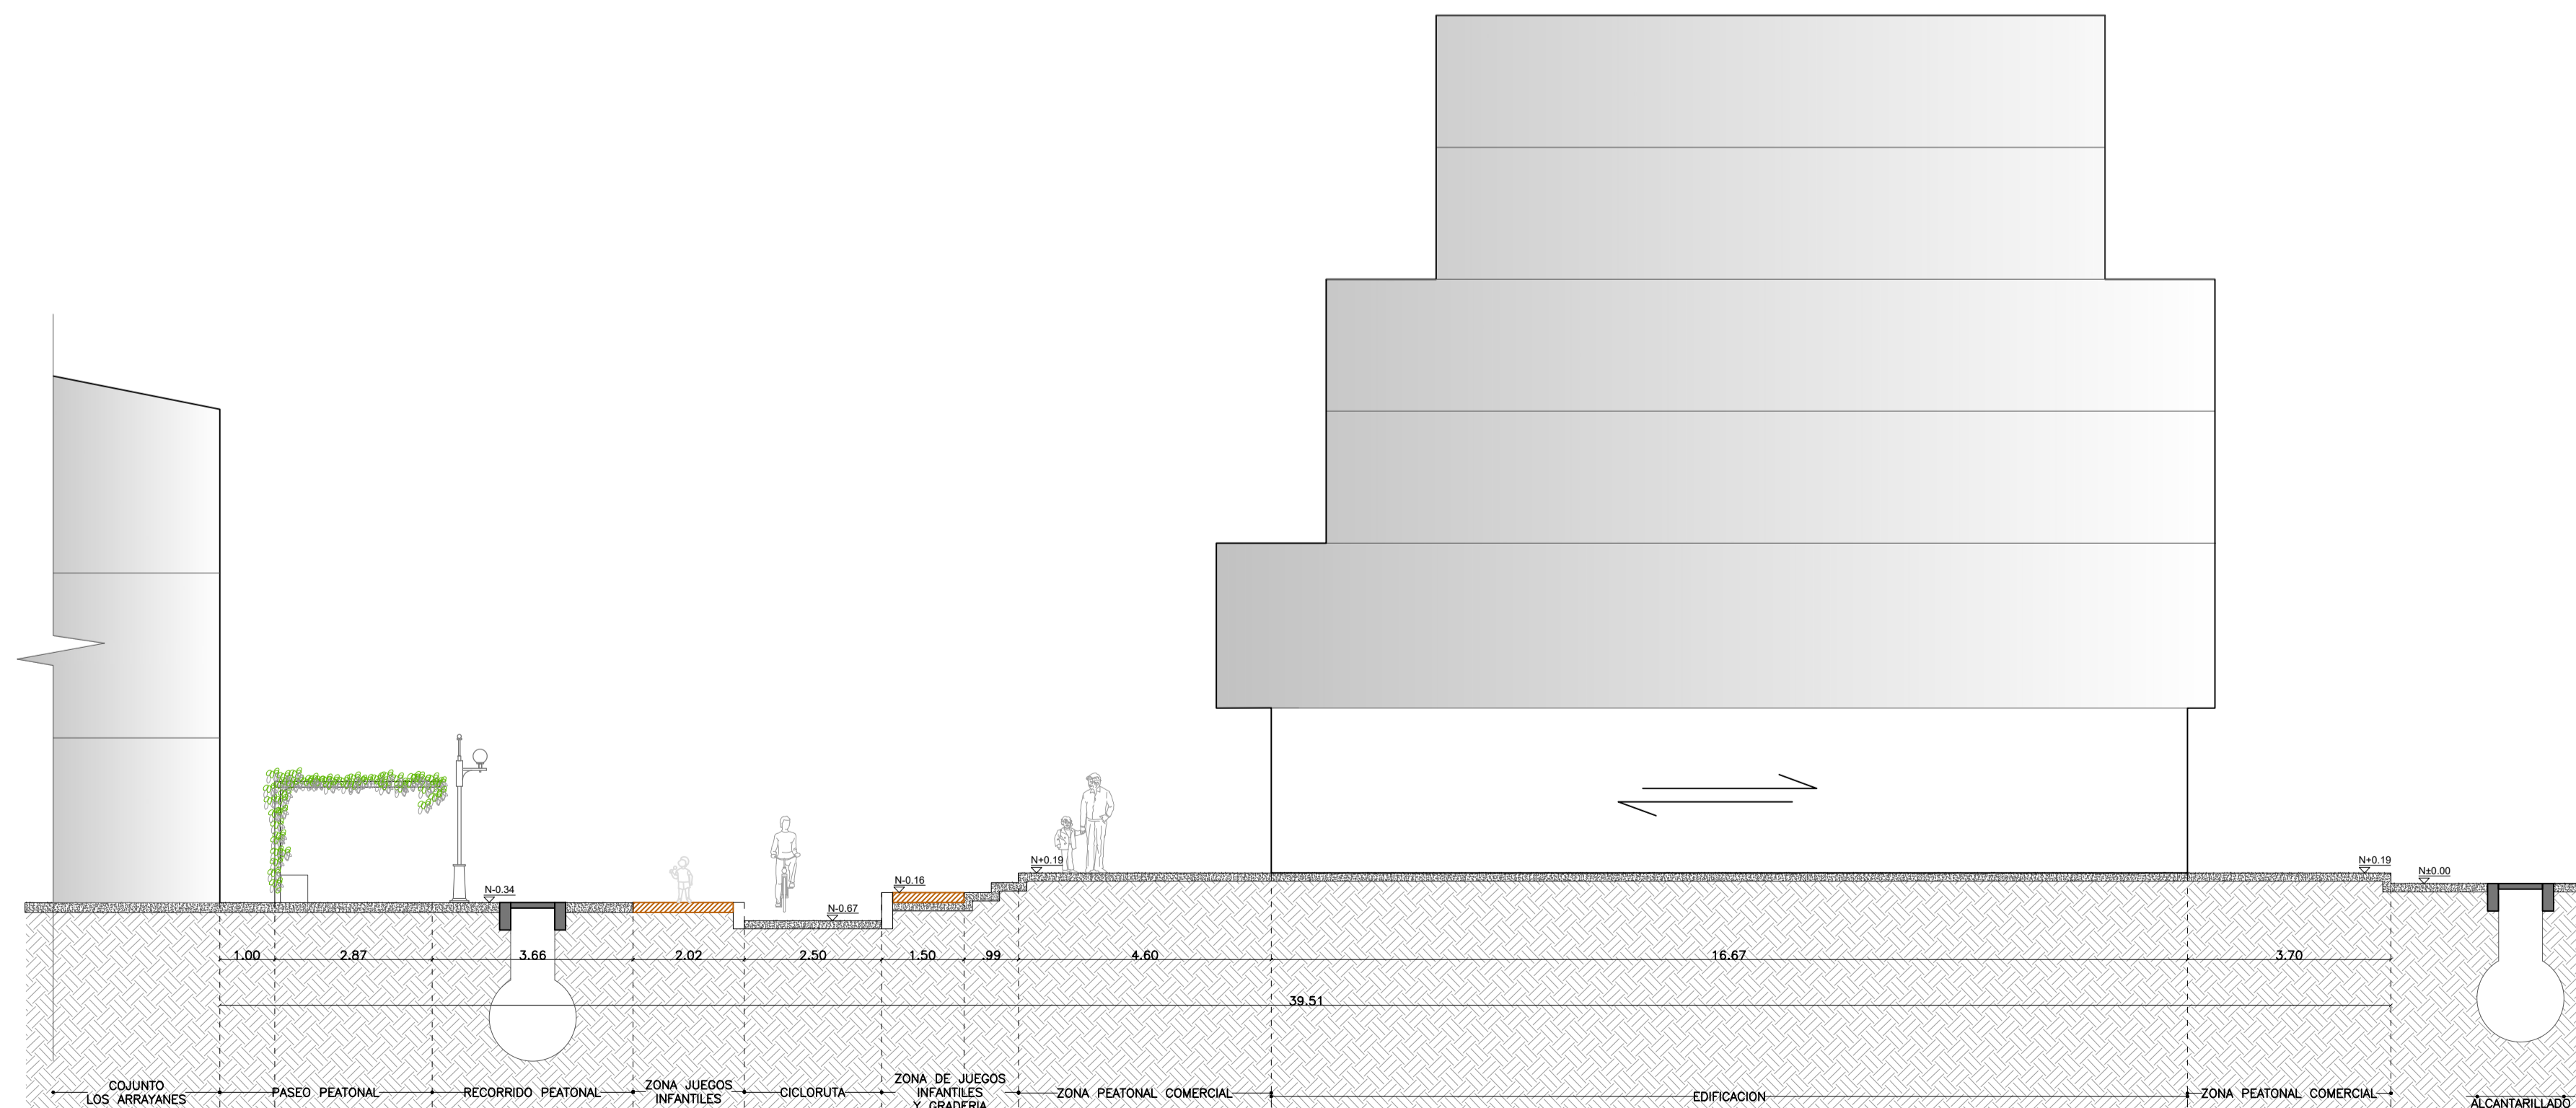 N+0.19
N+0.19
N±0.00
N-0.16
N-0.34
N-0.67
1.00
2.87
3.66
2.02
2.50
1.50
.99
4.60
16.67
3.70
39.51
COJUNTO
LOS ARRAYANES
PASEO PEATONAL
RECORRIDO PEATONAL
ZONA JUEGOS
INFANTILES
CICLORUTA
ZONA DE JUEGOS
INFANTILES
Y GRADERIA
ZONA PEATONAL COMERCIAL
EDIFICACION
ZONA PEATONAL COMERCIAL
ALCANTARILLADO